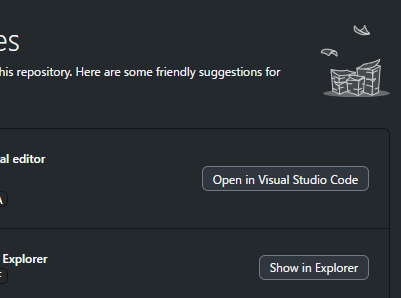 es
his repository. Here are some friendly suggestions for
al editor
Open in Visual Studio Code
A
Explorer
Show in Explorer
F